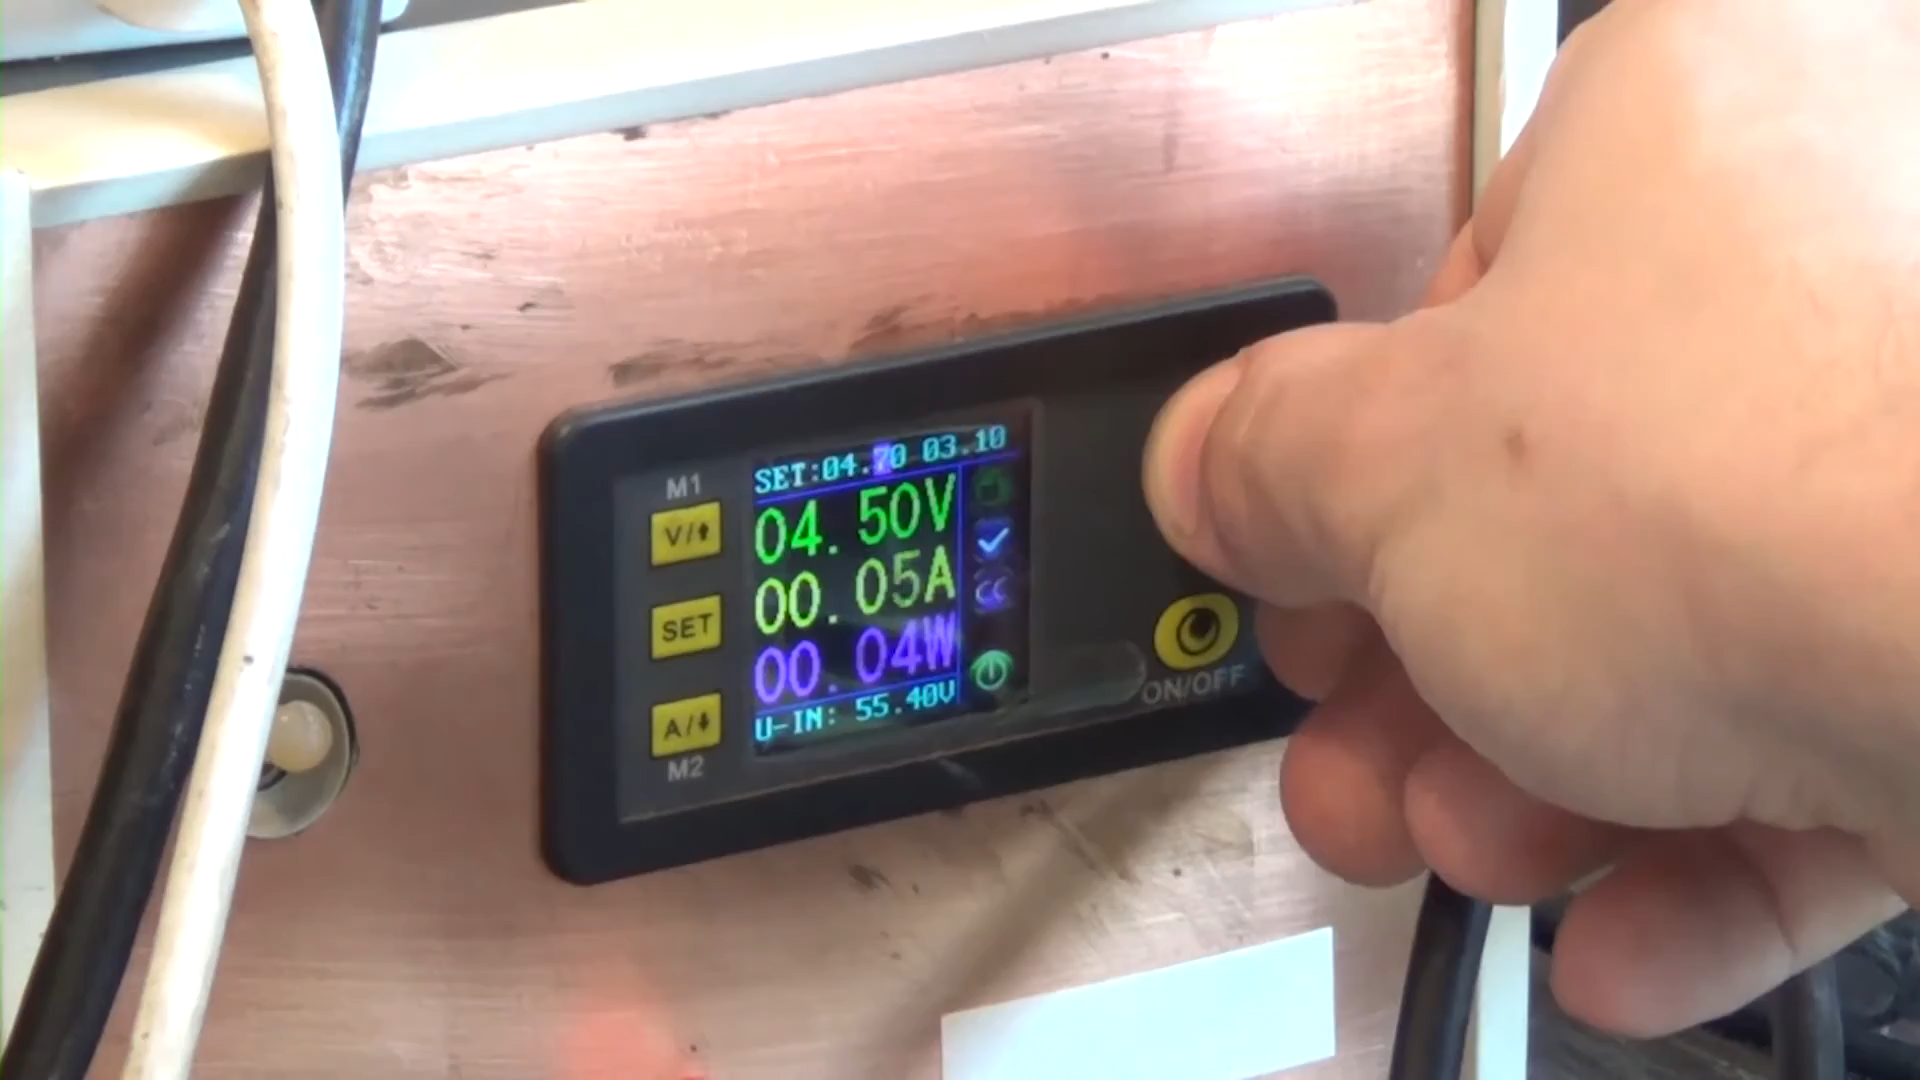 M1
V/⬆
SET
A/⬇
M2
SET:04.70 03.10
04.50V
00.05A
00.04W
U-IN: 55.40V
CC
ON/OFF